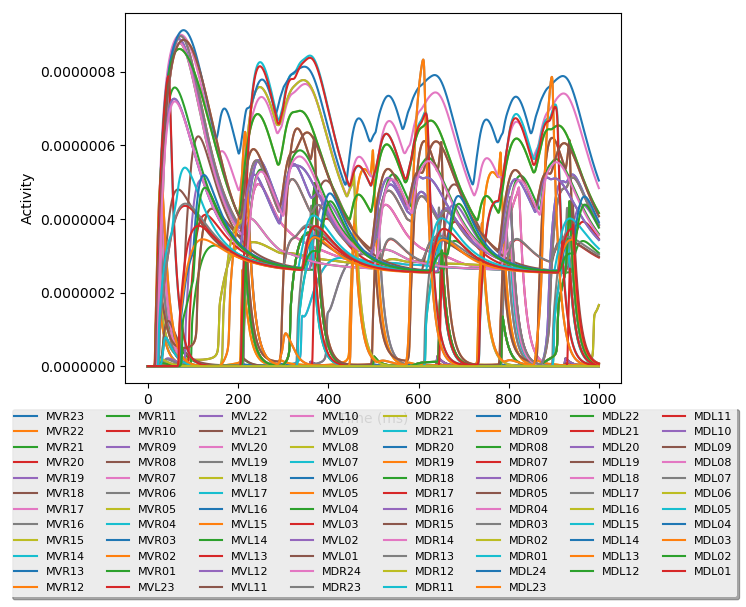 0.0000008
0.0000006
0.0000004
0.0000002
0.0000000
Activity
0 200 400 600 800 1000
(ms)
MVR23 MVR11 MVL22 MVL10 MDR22 MDR10 MDL22 MDL11
MVR22 MVR10 MVL21 MVL09 MDR21 MDR09 MDL21 MDL10
MVR21 MVR09 MVL20 MVL08 MDR20 MDR08 MDL20 MDL09
MVR20 MVR08 MVL19 MVL07 MDR19 MDR07 MDL19 MDL08
MVR19 MVR07 MVL18 MVL06 MDR18 MDR06 MDL18 MDL07
MVR18 MVR06 MVL17 MVL05 MDR17 MDR05 MDL17 MDL06
MVR17 MVR05 MVL16 MVL04 MDR16 MDR04 MDL16 MDL05
MVR16 MVR04 MVL15 MVL03 MDR15 MDR03 MDL15 MDL04
MVR15 MVR03 MVL14 MVL02 MDR14 MDR02 MDL14 MDL03
MVR14 MVR02 MVL13 MVL01 MDR13 MDR01 MDL13 MDL02
MVR13 MVR01 MVL12 MDR24 MDR12 MDL24 MDL12 MDL01
MVR12 MVL23 MVL11 MDR23 MDR11 MDL23